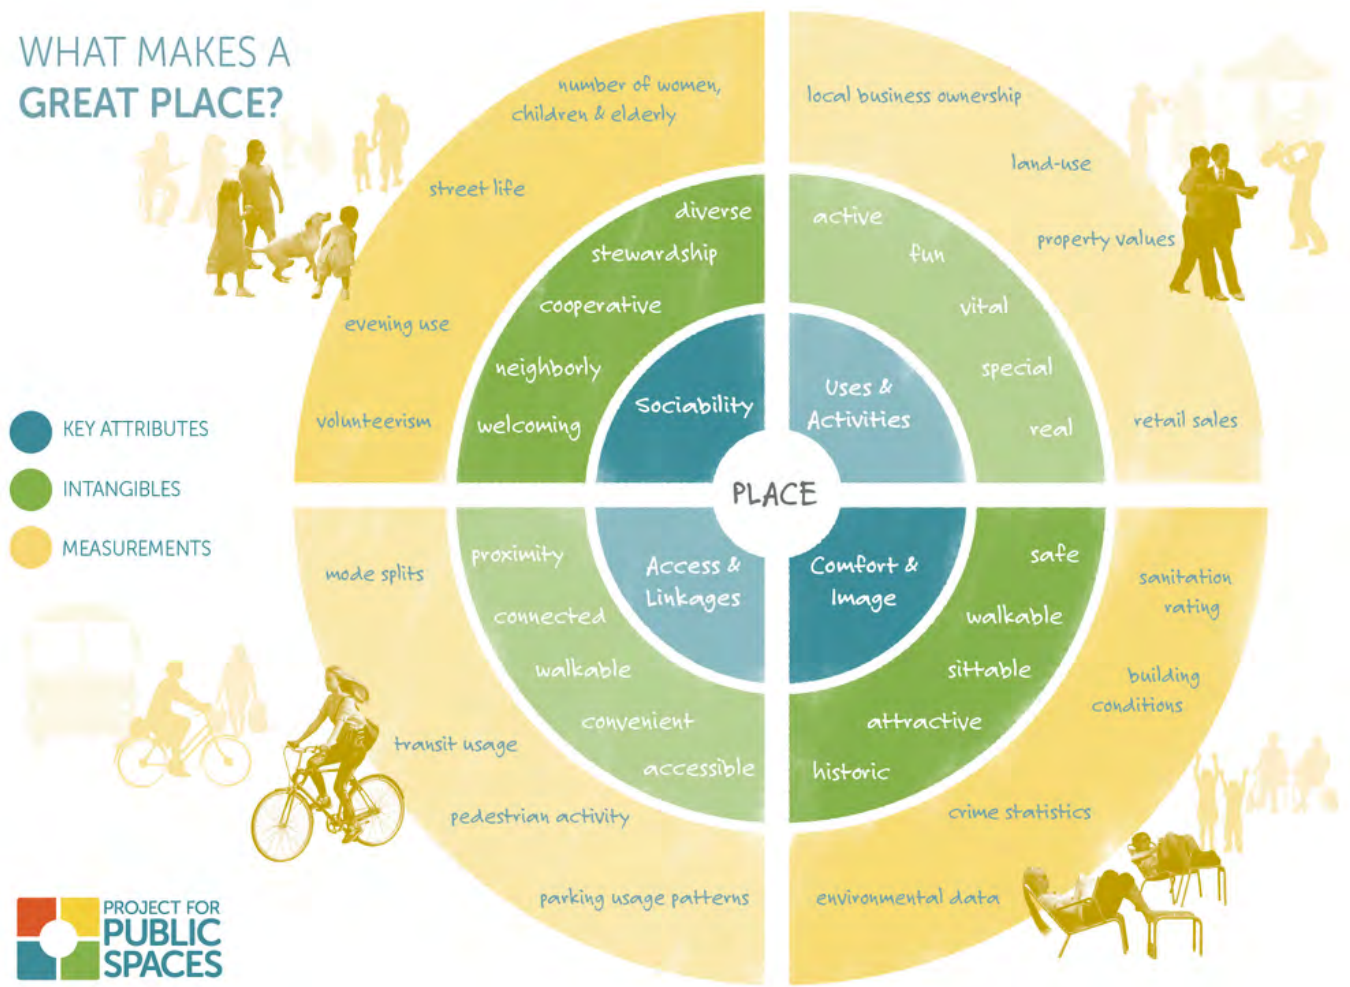 WHAT MAKES A
GREAT PLACE?
number of women,
children & elderly
street life
evening use
volunteerism
diverse
stewardship
cooperative
neighborly
welcoming
Sociability
local business ownership
land-use
property values
retail sales
active
fun
vital
special
real
Uses &
Activities
KEY ATTRIBUTES
INTANGIBLES
MEASUREMENTS
PLACE
Access &
Linkages
proximity
connected
walkable
convenient
accessible
mode splits
transit usage
pedestrian activity
parking usage patterns
Comfort &
Image
safe
walkable
sittable
attractive
historic
sanitation
rating
building
conditions
crime statistics
environmental data
PROJECT FOR
PUBLIC
SPACES